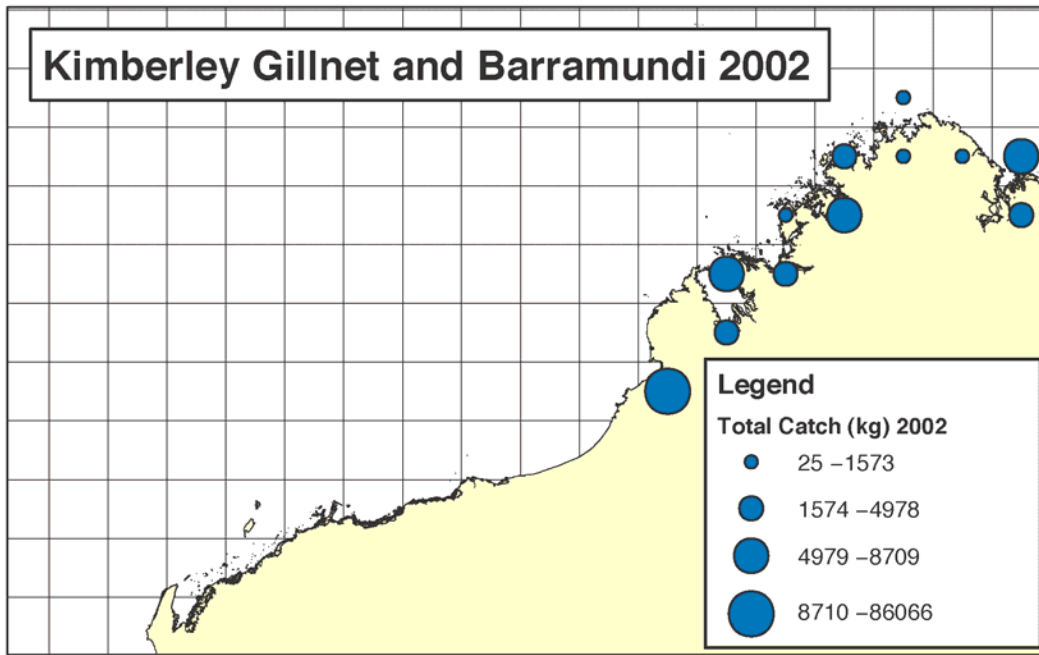 Kimberley Gillnet and Barramundi 2002
Legend
Total Catch (kg) 2002
25 –1573
1574 –4978
4979 –8709
8710 –86066